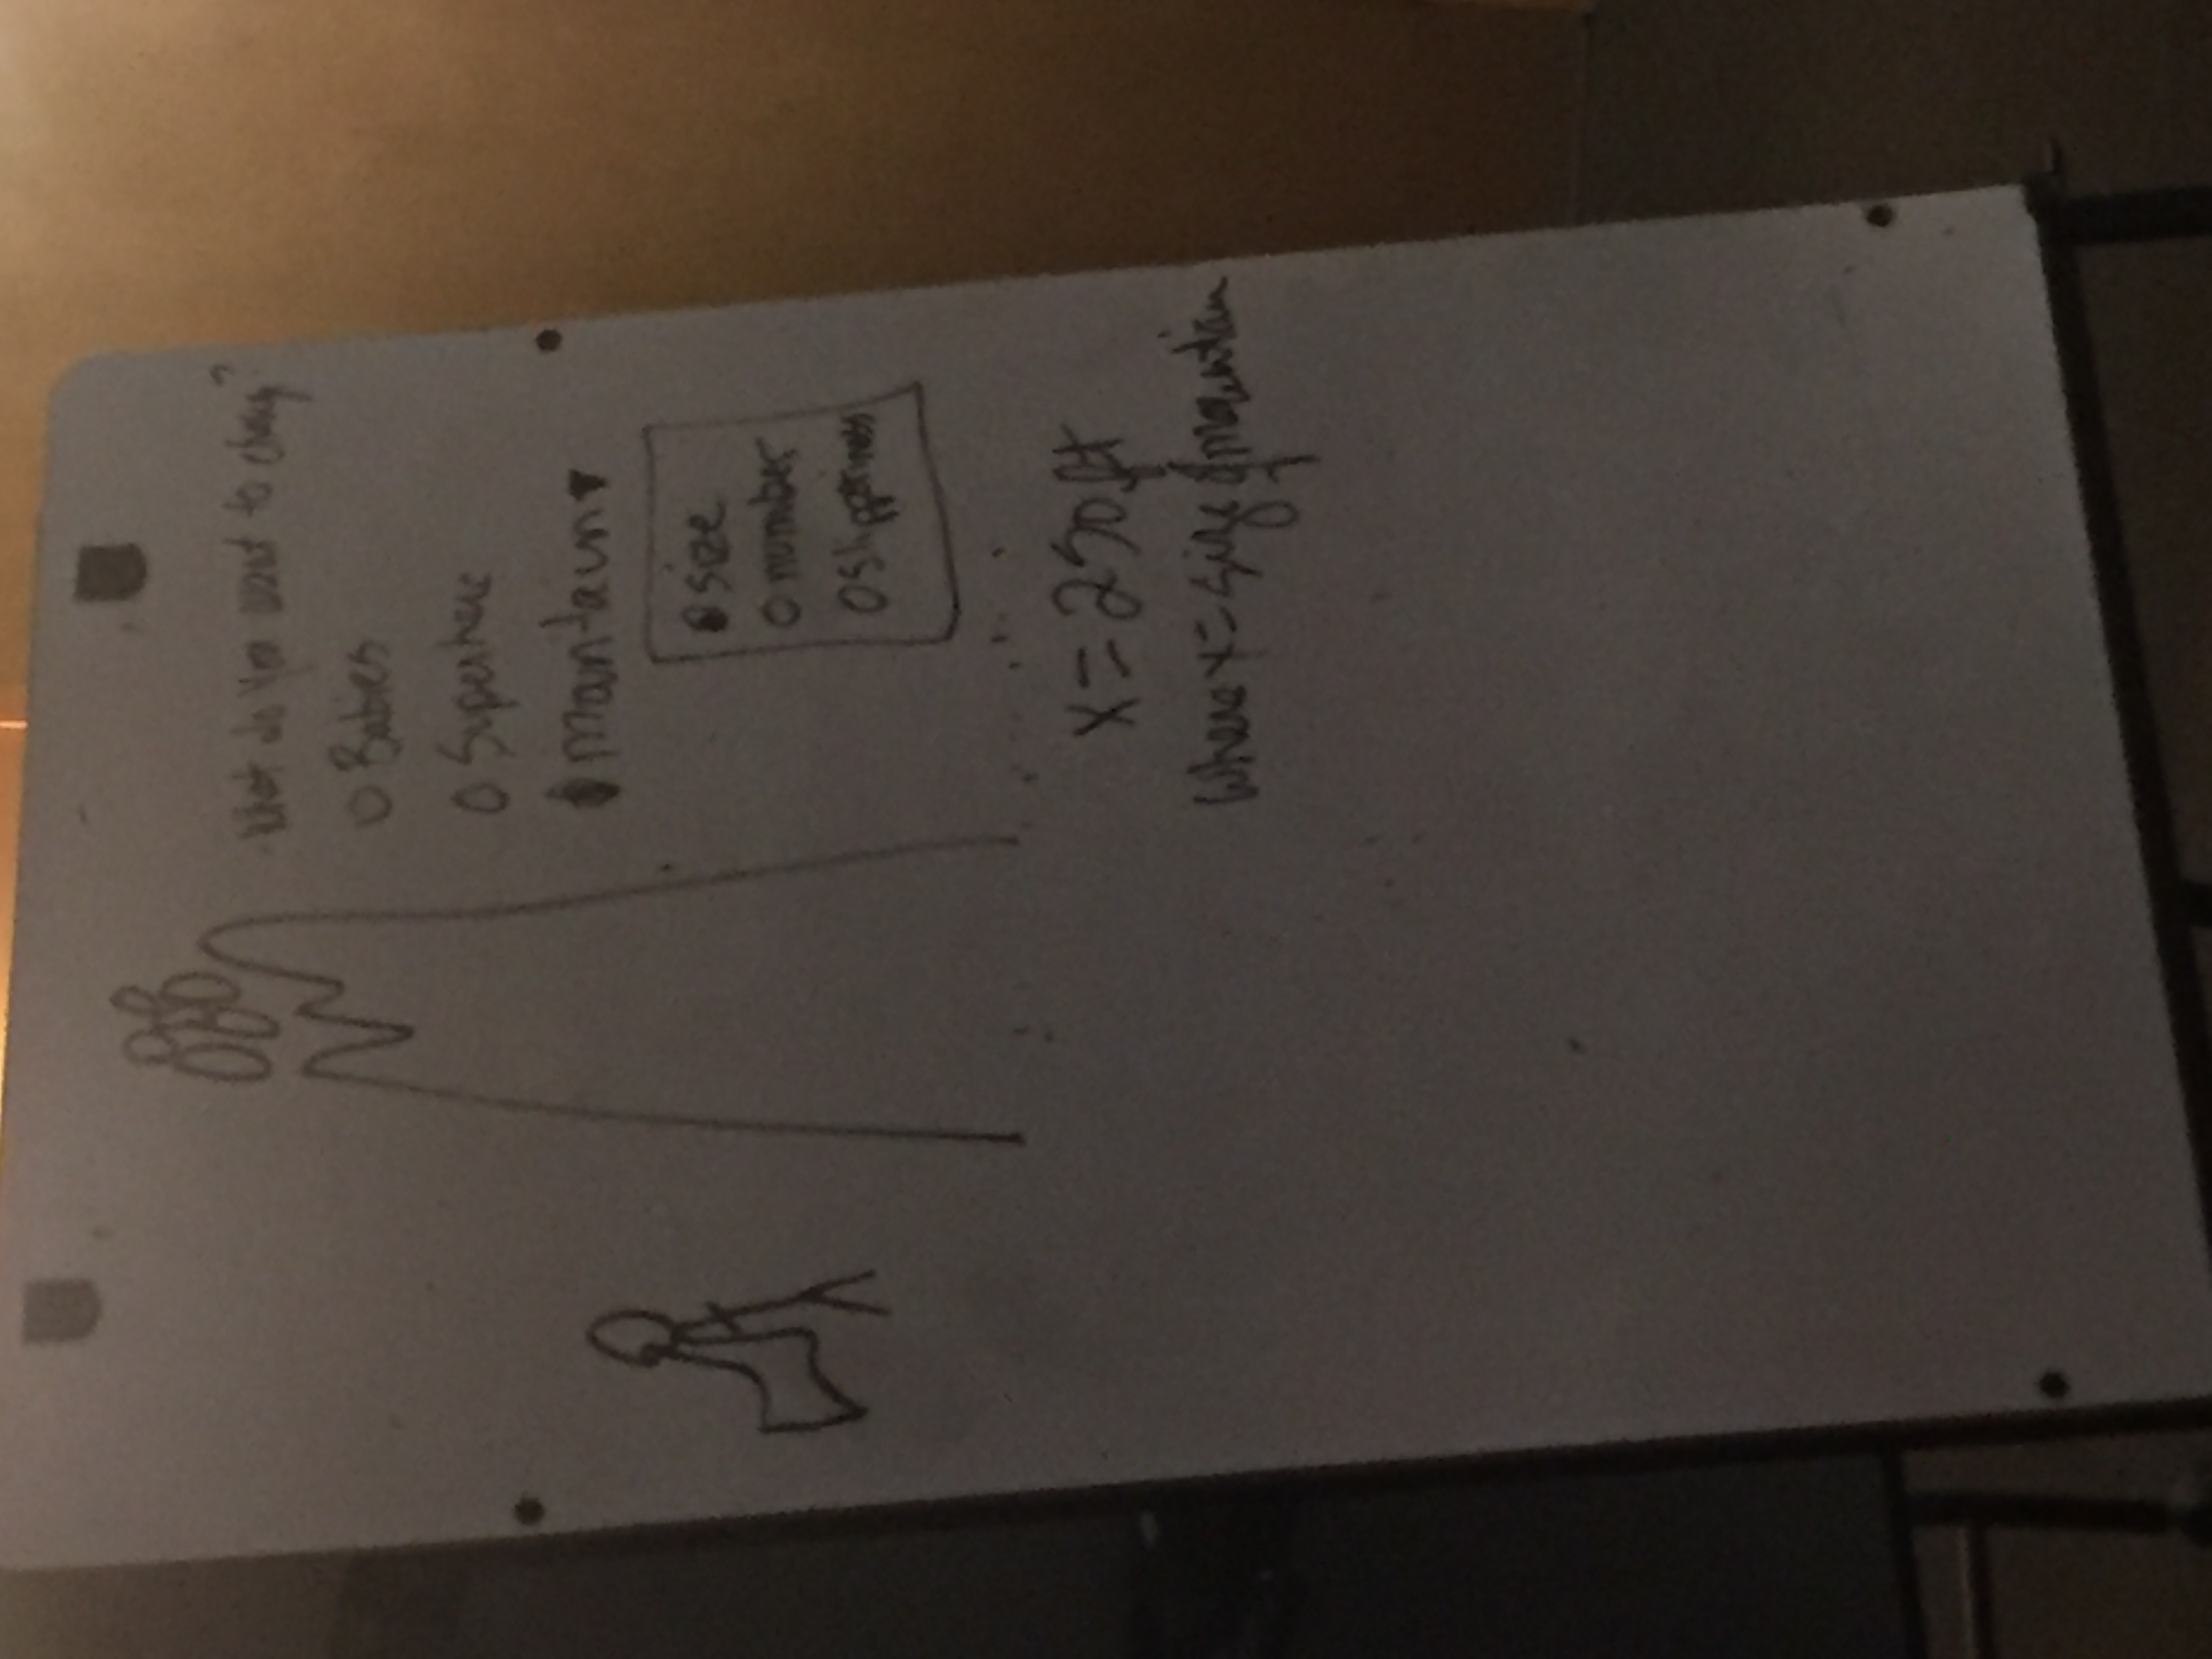 What do you want to change?
Babies
Superhero
Mountain
size
number
slipperiness
x = 250 ft
where x = size of mountain